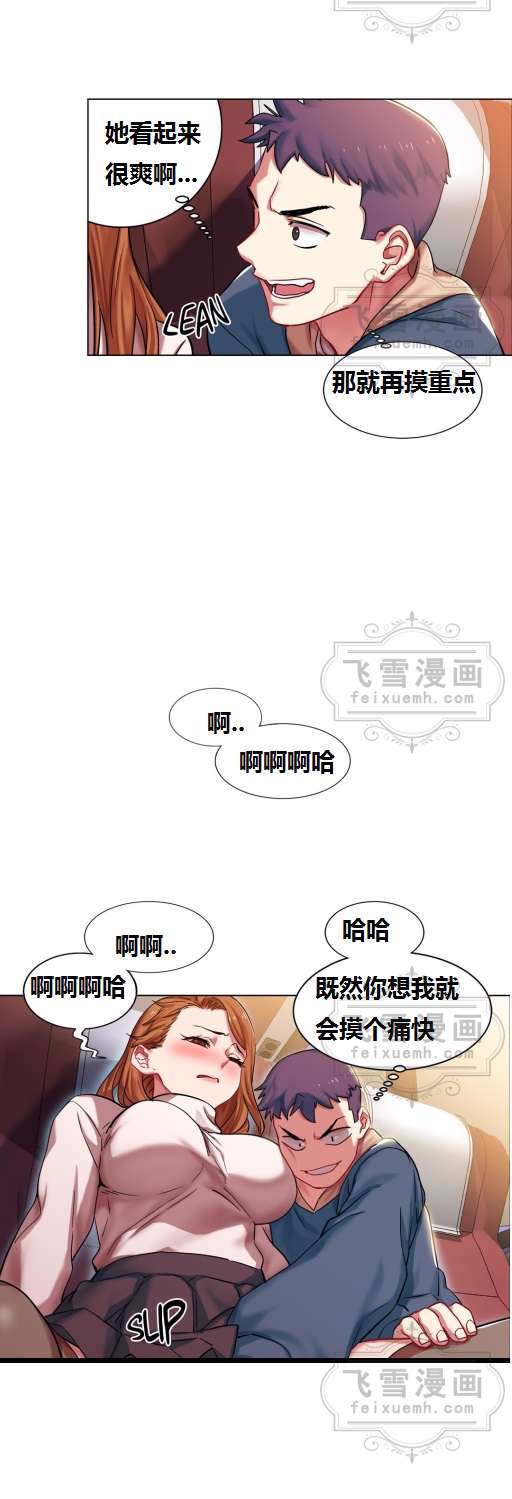 她看起来
很爽啊...
LEAN
飞雪漫画
那就再摸重点
飞雪漫画
feixuemh.com
啊..
啊啊啊哈
啊啊..
啊啊啊哈
哈哈
既然你想我就
会摸个痛快
飞雪漫画
feixuemh.com
SLIP
飞雪漫画
feixuemh.com